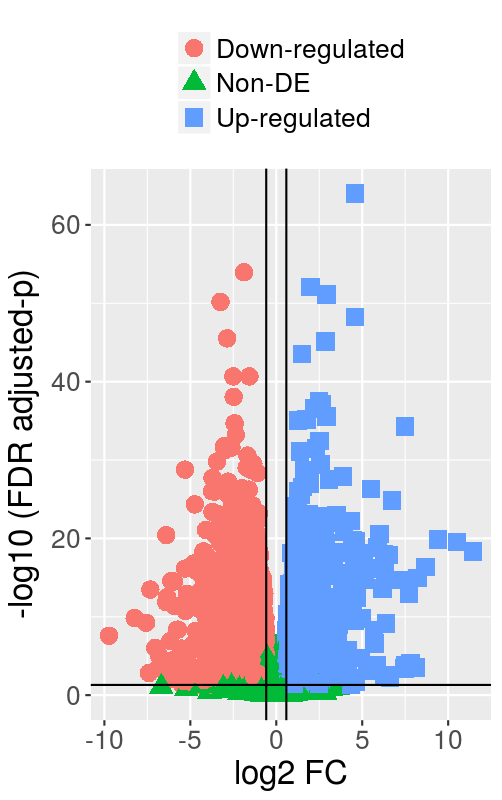 Down-regulated
Non-DE
Up-regulated
60
40
20
0
-log10 (FDR adjusted-p)
-10 -5 0 5 10
log2 FC